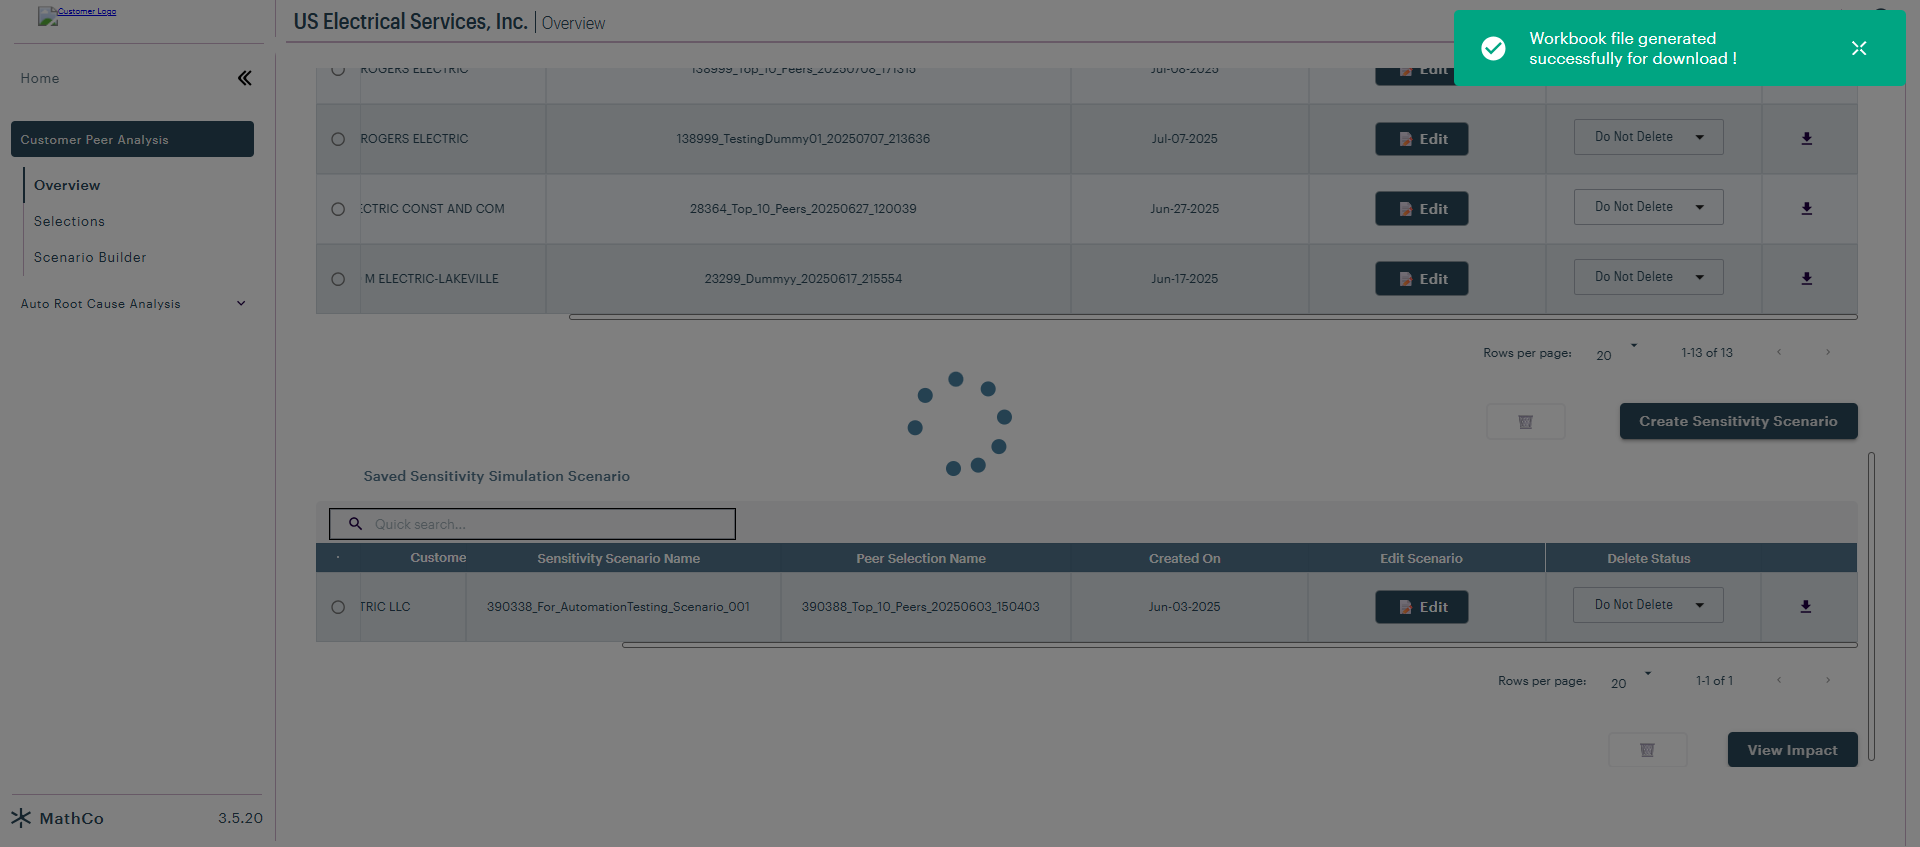 Customer Logo
US Electrical Services, Inc. | Overview
Workbook file generated
successfully for download !
Home
Customer Peer Analysis
Overview
Selections
Scenario Builder
Auto Root Cause Analysis
ROGERS ELECTRIC 138999_Top_10_Peers_20250708_171315 Jul-08-2025 Edit
ROGERS ELECTRIC 138999_TestingDummy01_20250707_213636 Jul-07-2025 Edit Do Not Delete
ECTRIC CONST AND COM 28364_Top_10_Peers_20250627_120039 Jun-27-2025 Edit Do Not Delete
M ELECTRIC-LAKEVILLE 23299_Dummyy_20250617_215554 Jun-17-2025 Edit Do Not Delete
Rows per page: 20 1-13 of 13
Create Sensitivity Scenario
Saved Sensitivity Simulation Scenario
Quick search...
Custome Sensitivity Scenario Name Peer Selection Name Created On Edit Scenario Delete Status
TRIC LLC 390338_For_AutomationTesting_Scenario_001 390388_Top_10_Peers_20250603_150403 Jun-03-2025 Edit Do Not Delete
Rows per page: 20 1-1 of 1
View Impact
MathCo 3.5.20